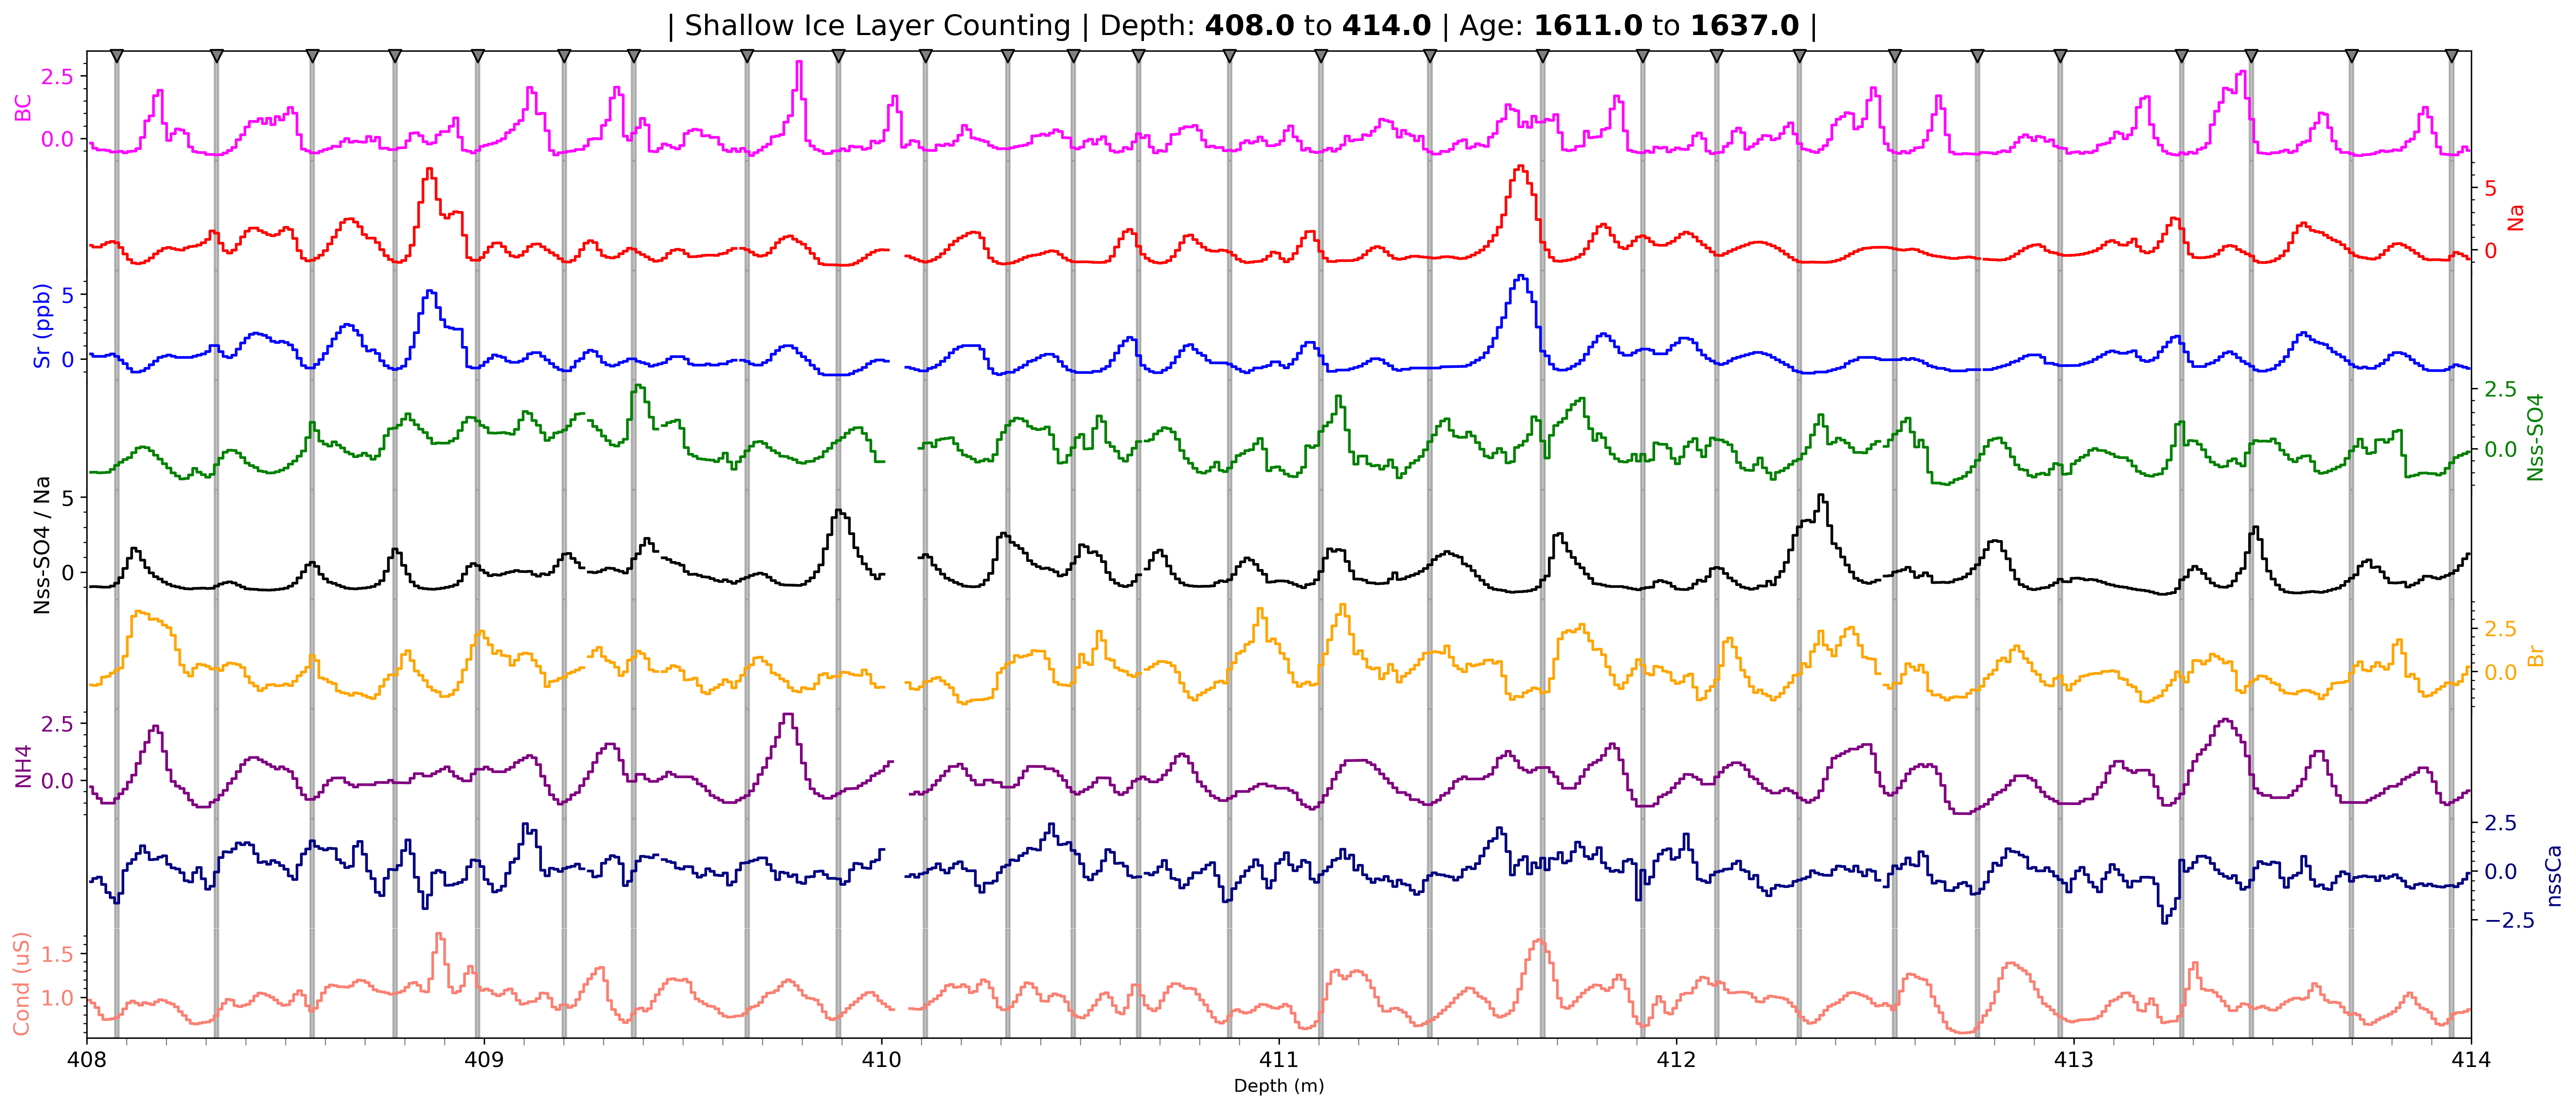 | Shallow Ice Layer Counting | Depth: 408.0 to 414.0 | Age: 1611.0 to 1637.0 |
BC
2.5
0.0
5
0
Na
Sr (ppb)
5
0
2.5
0.0
Nss-SO4
Nss-SO4 / Na
5
0
2.5
0.0
Br
NH4
2.5
0.0
2.5
0.0
−2.5
nssCa
Cond (uS)
1.5
1.0
408 409 410 411 412 413 414
Depth (m)